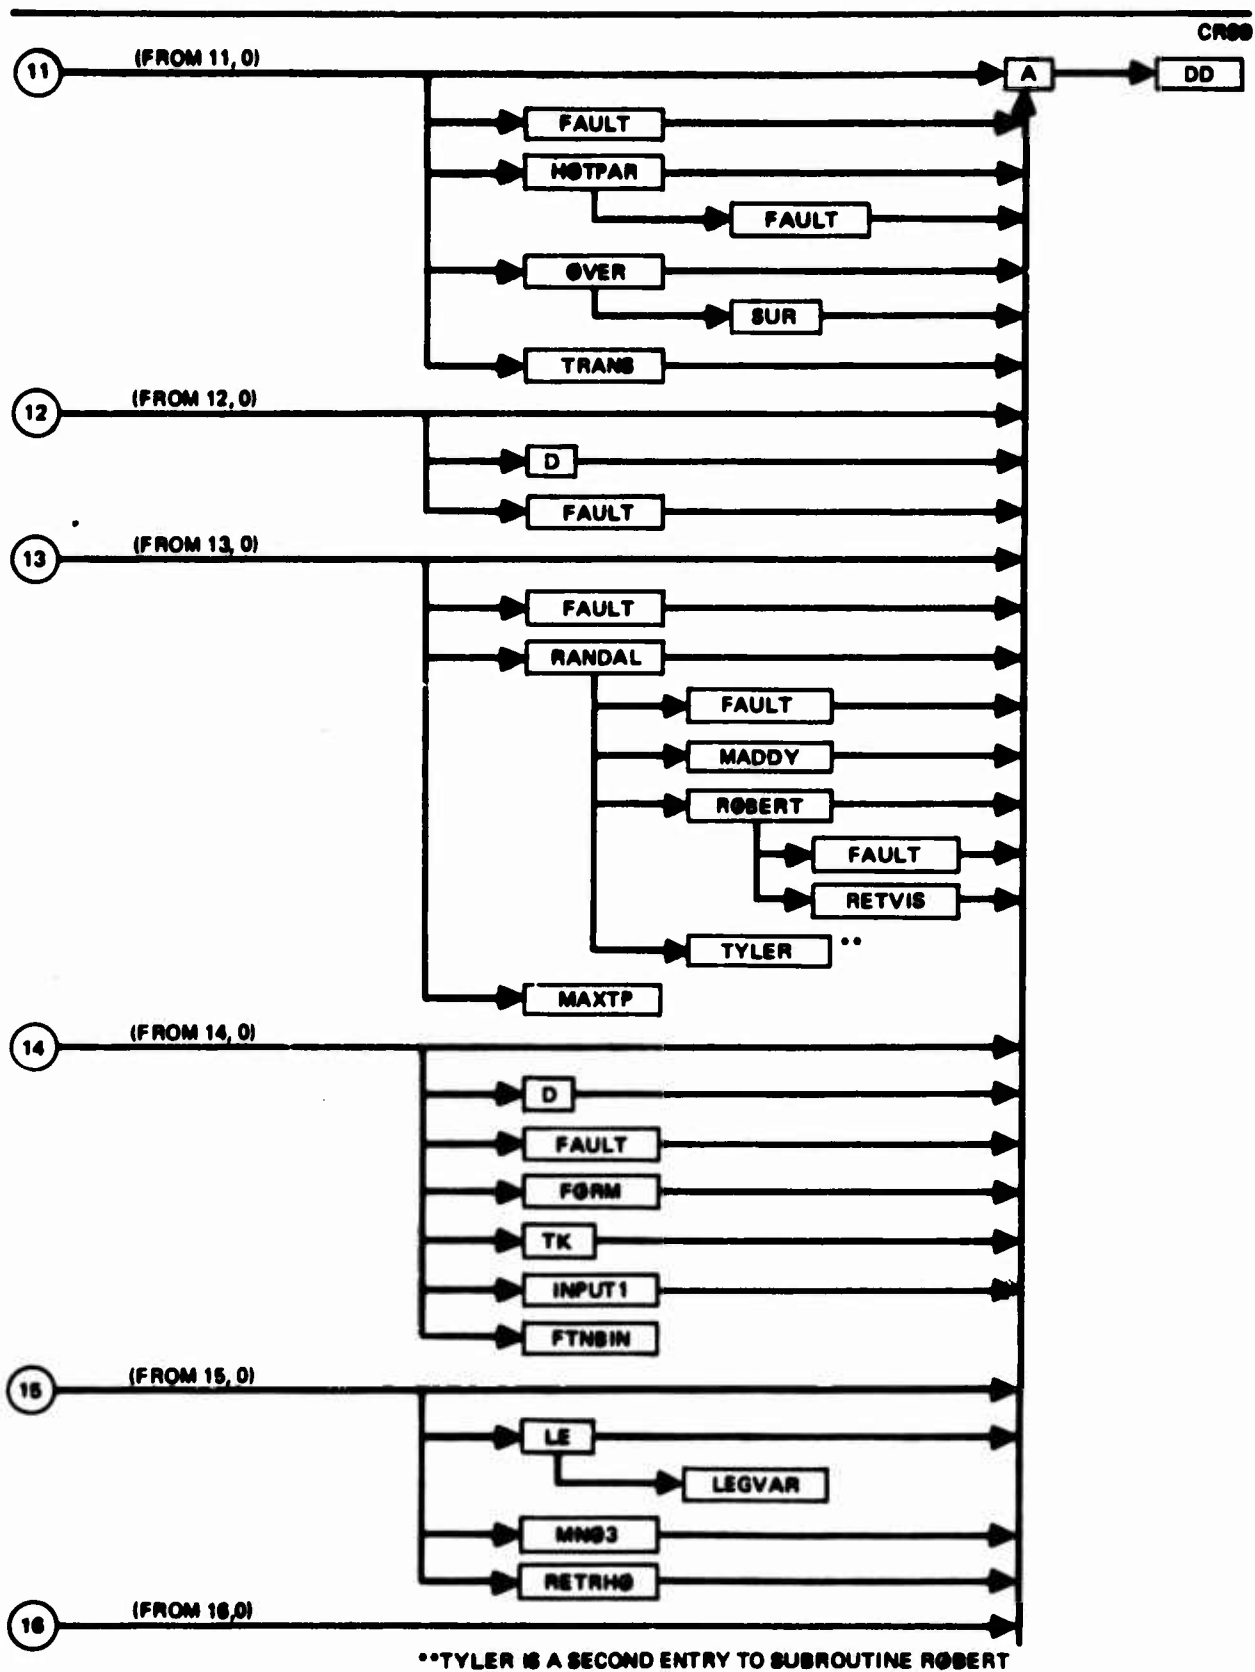 CR99
11 (FROM 11, 0) A DD
FAULT
HØTPAR
FAULT
ØVER
SUR
TRANS
12 (FROM 12, 0)
D
FAULT
13 (FROM 13, 0)
FAULT
RANDAL
FAULT
MADDY
RØBERT
FAULT
RETVIS
TYLER **
MAXTP
14 (FROM 14, 0)
D
FAULT
FØRM
TK
INPUT1
FTNBIN
15 (FROM 15, 0)
LE
LEGVAR
MNØ3
RETRHØ
16 (FROM 16,0)
**TYLER IS A SECOND ENTRY TO SUBROUTINE RØBERT